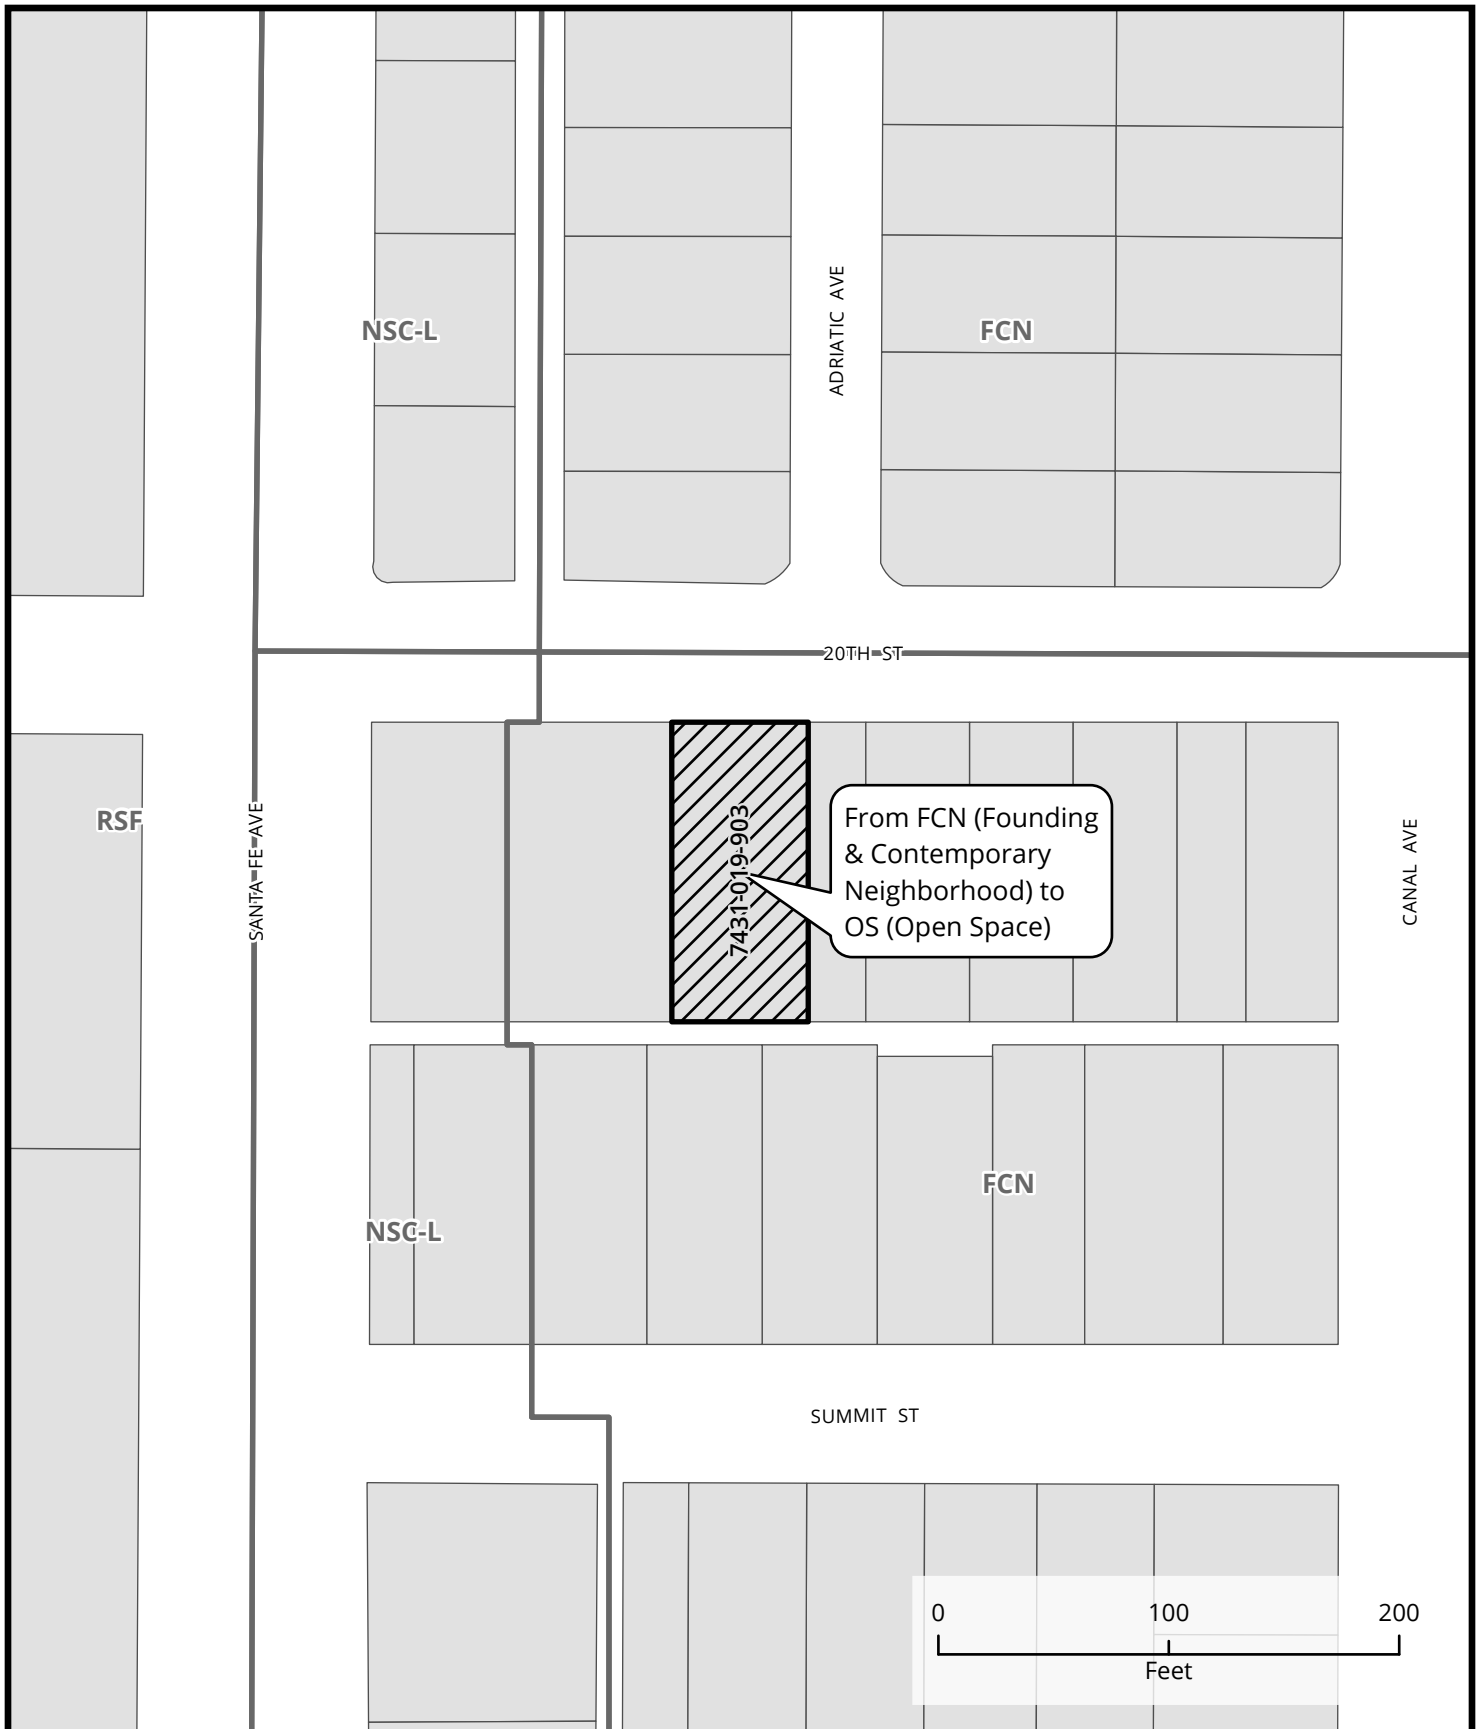 ADRIATIC AVE
NSC-L
FCN
20TH ST
RSF
SANTA FE AVE
7431-019-903
From FCN (Founding
& Contemporary
Neighborhood) to
OS (Open Space)
CANAL AVE
FCN
NSC-L
SUMMIT ST
0 100 200
Feet